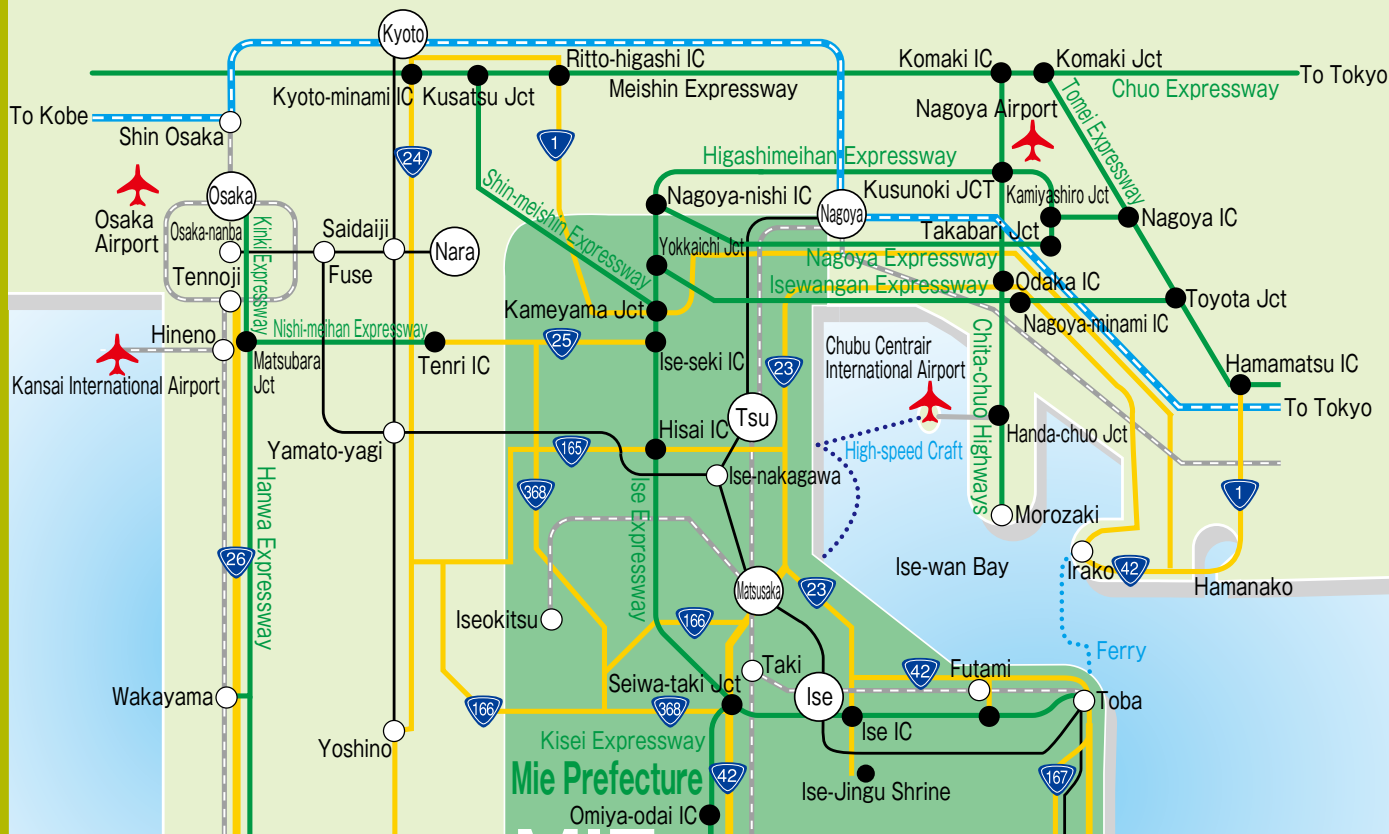 Kyoto
Ritto-higashi IC
Komaki IC
Komaki Jct
To Tokyo
Kyoto-minami IC
Kusatsu Jct
Meishin Expressway
Chuo Expressway
To Kobe
Shin Osaka
Nagoya Airport
Tomei Expressway
24
1
Higashimeihan Expressway
Shin-meishin Expressway
Osaka
Nagoya-nishi IC
Kusunoki JCT
Kamiyashiro Jct
Osaka Airport
Osaka-nanba
Kinki Expressway
Saidaiji
Nara
Nagoya
Takabari Jct
Nagoya IC
Tennoji
Fuse
Yokkaichi Jct
Nagoya Expressway
Isewangan Expressway
Odaka IC
Toyota Jct
Kameyama Jct
Nagoya-minami IC
Hineno
Nishi-meihan Expressway
Matsubara Jct
Tenri IC
25
Ise-seki IC
23
Chubu Centrair
International Airport
Hamamatsu IC
Kansai International Airport
To Tokyo
Tsu
Chita-chuo Highways
Handa-chuo Jct
Yamato-yagi
165
Hisai IC
High-speed Craft
Ise-nakagawa
368
Ise Expressway
1
Morozaki
Hanwa Expressway
26
Ise-wan Bay
Irako
42
Hamanako
Matsusaka
23
Iseokitsu
166
Ferry
Taki
42
Futami
Wakayama
Seiwa-taki Jct
Ise
Toba
166
368
Yoshino
Ise IC
Kisei Expressway
Mie Prefecture
42
167
Ise-Jingu Shrine
Omiya-odai IC